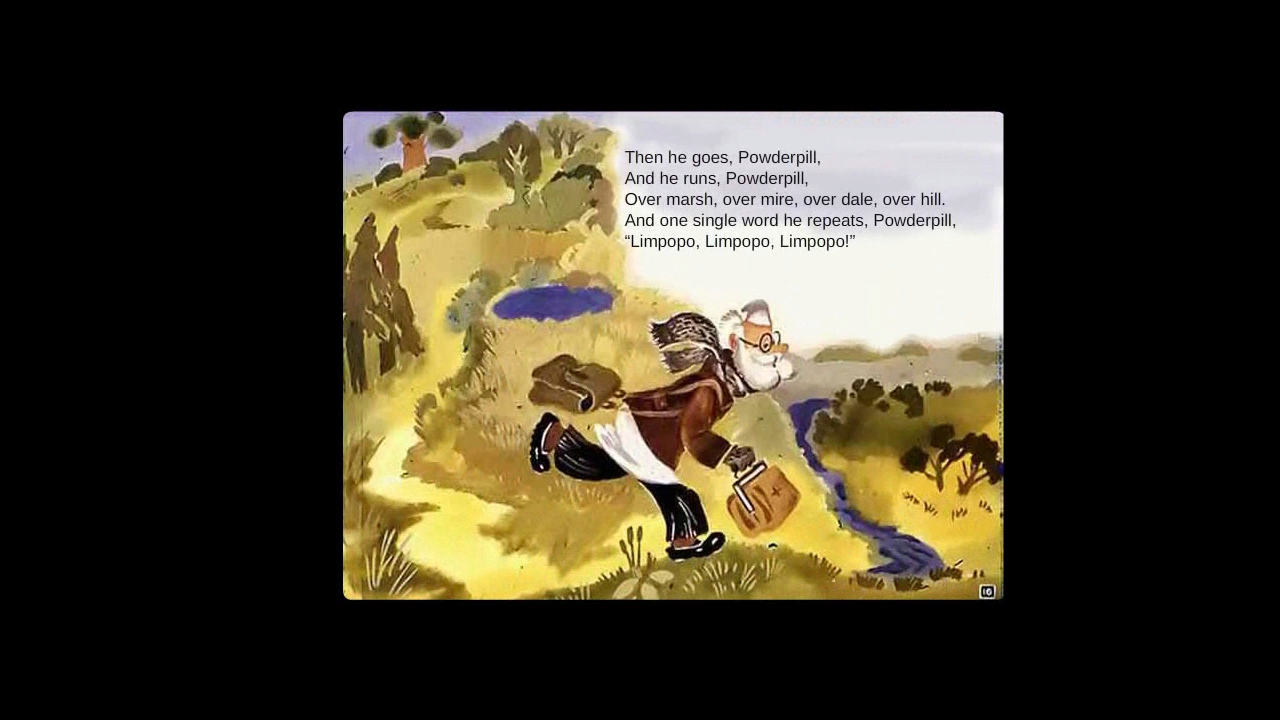 Then he goes, Powderpill,
And he runs, Powderpill,
Over marsh, over mire, over dale, over hill.
And one single word he repeats, Powderpill,
“Limpopo, Limpopo, Limpopo!”
10